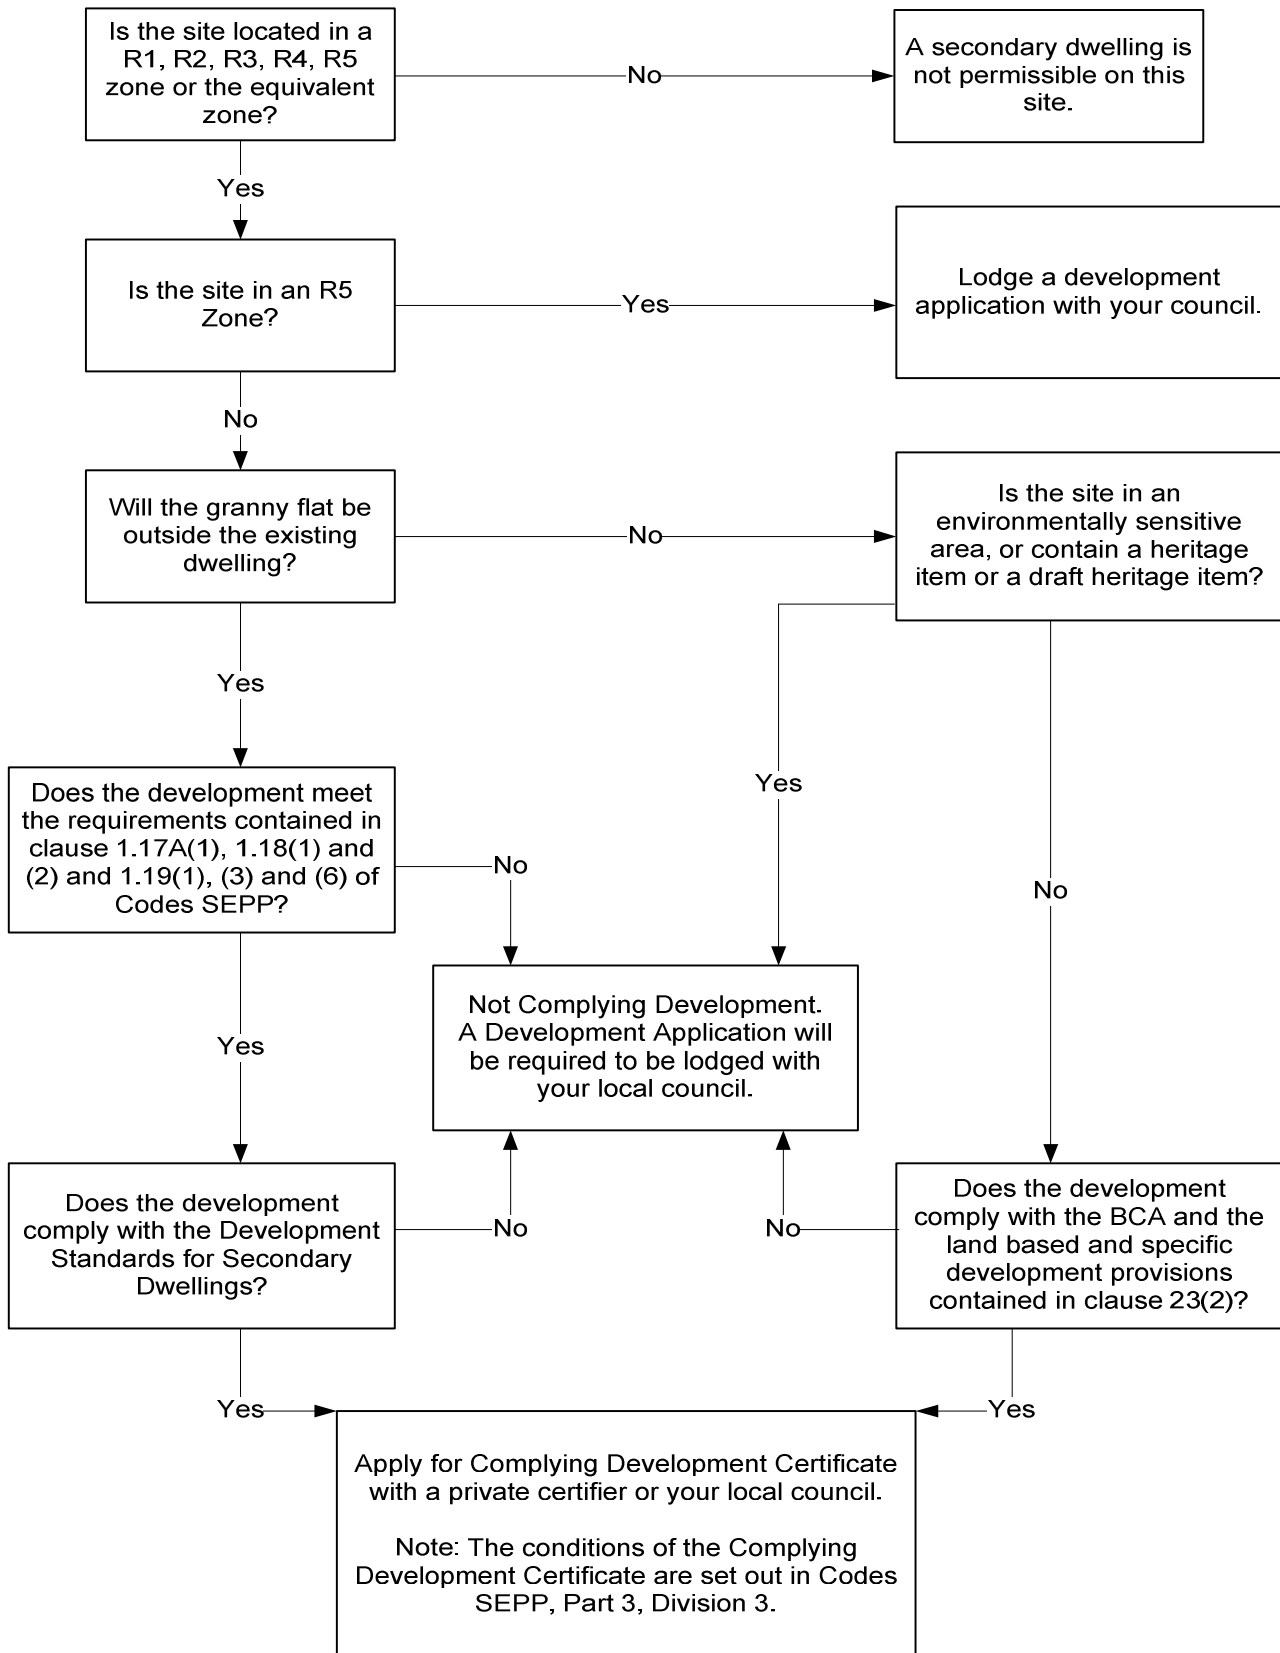 Is the site located in a
R1, R2, R3, R4, R5
zone or the equivalent
zone?
No
A secondary dwelling is
not permissible on this
site.
Yes
Is the site in an R5
Zone?
Yes
Lodge a development
application with your council.
No
Will the granny flat be
outside the existing
dwelling?
No
Is the site in an
environmentally sensitive
area, or contain a heritage
item or a draft heritage item?
Yes
Yes
No
Does the development meet
the requirements contained in
clause 1.17A(1), 1.18(1) and
(2) and 1.19(1), (3) and (6) of
Codes SEPP?
No
Not Complying Development.
A Development Application will
be required to be lodged with
your local council.
Yes
Does the development
comply with the Development
Standards for Secondary
Dwellings?
No
No
Does the development
comply with the BCA and the
land based and specific
development provisions
contained in clause 23(2)?
Yes
Yes
Apply for Complying Development Certificate
with a private certifier or your local council.
Note: The conditions of the Complying
Development Certificate are set out in Codes
SEPP, Part 3, Division 3.